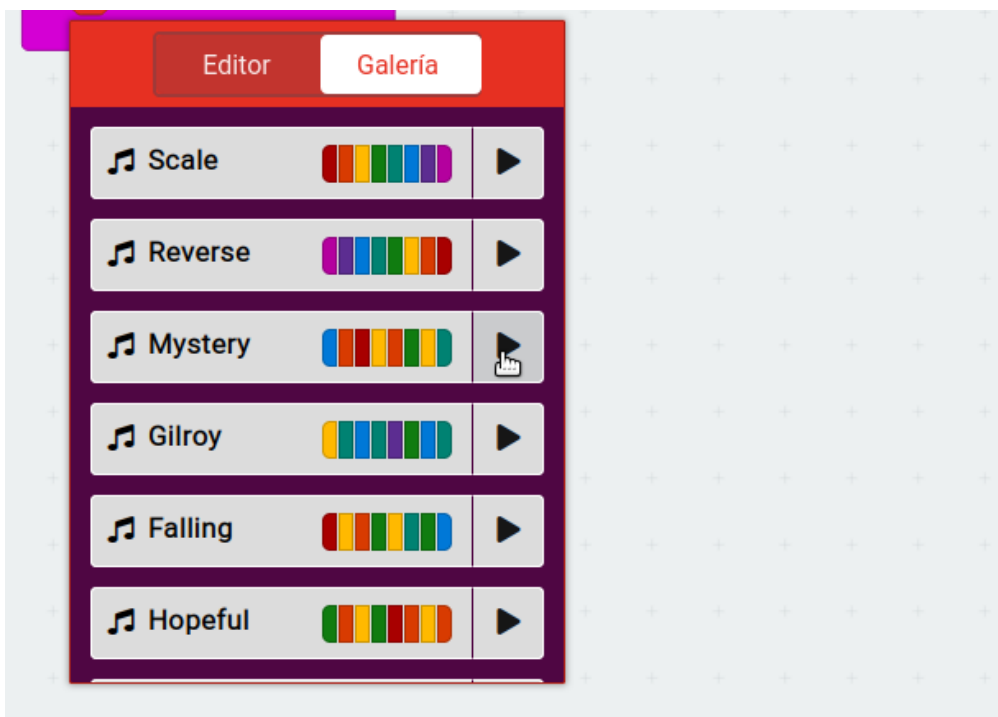 Editor Galería
Scale
Reverse
Mystery
Gilroy
Falling
Hopeful